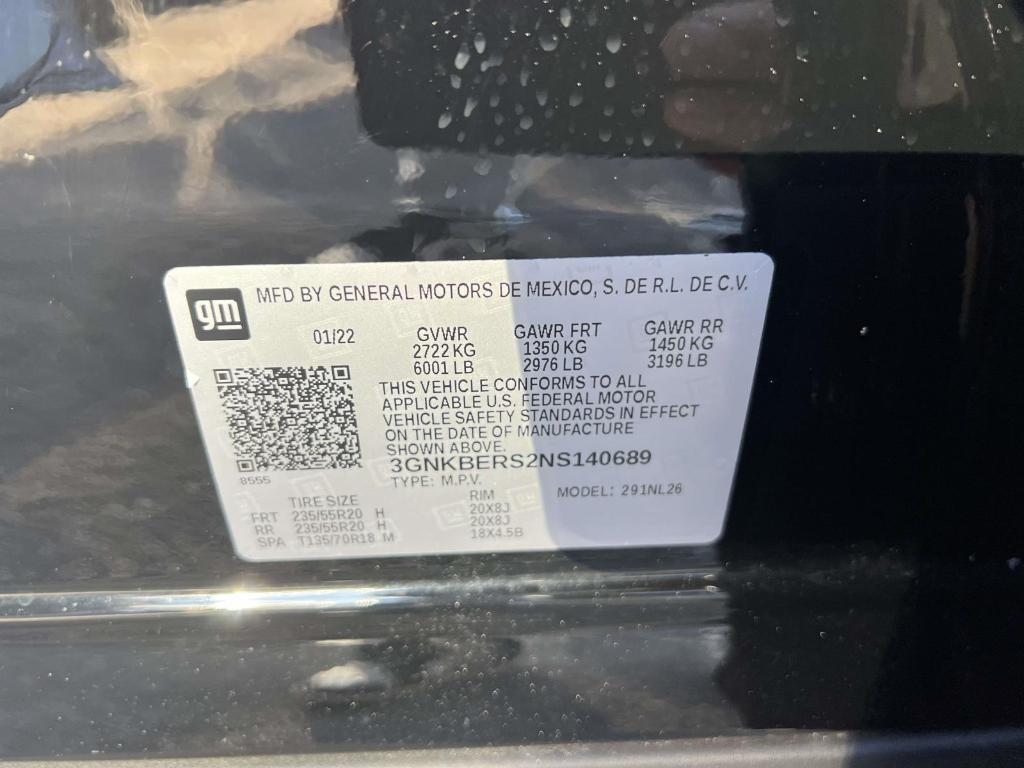 gm
MFD BY GENERAL MOTORS DE MEXICO, S. DE R.L. DE C.V.
01/22 GVWR GAWR FRT GAWR RR
2722 KG 1350 KG 1450 KG
6001 LB 2976 LB 3196 LB
THIS VEHICLE CONFORMS TO ALL
APPLICABLE U.S. FEDERAL MOTOR
VEHICLE SAFETY STANDARDS IN EFFECT
ON THE DATE OF MANUFACTURE
SHOWN ABOVE.
3GNKBERS2NS140689
8555 TYPE: M.P.V. MODEL: 291NL26
TIRE SIZE RIM
FRT 235/55R20 H 20X8J
RR 235/55R20 H 20X8J
SPA T135/70R18 M 18X4.5B